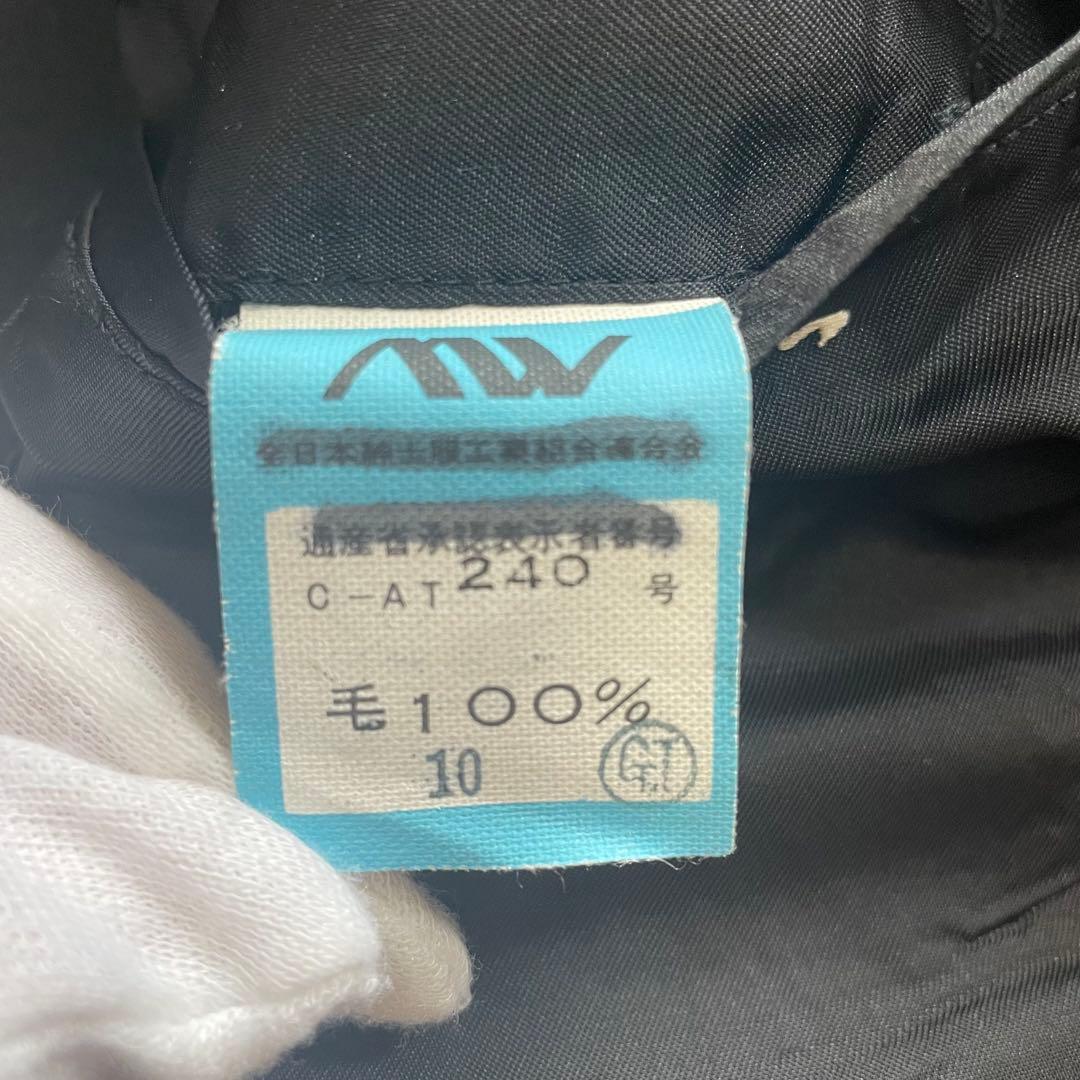 全日本紳士服工業組合連合会
通産省承認表示者番号
C-AT 240 号
毛100%
10
G.I